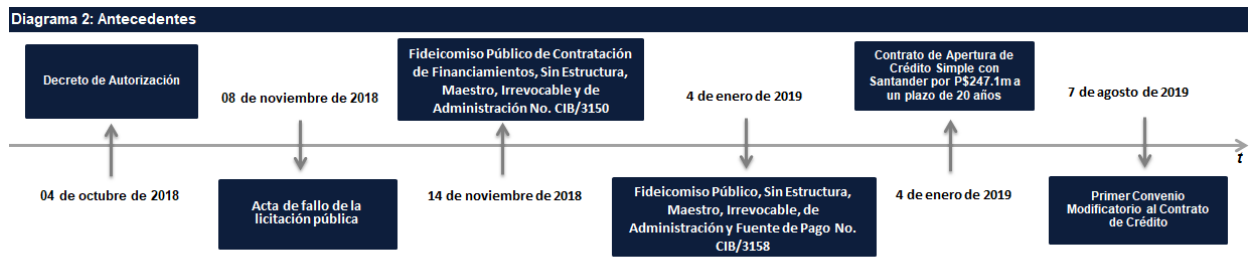 Diagrama 2: Antecedentes
Decreto de Autorización
04 de octubre de 2018
08 de noviembre de 2018
Acta de fallo de la
licitación pública
Fideicomiso Público de Contratación
de Financiamientos, Sin Estructura,
Maestro, Irrevocable y de
Administración No. CIB/3150
14 de noviembre de 2018
4 de enero de 2019
Fideicomiso Público, Sin Estructura,
Maestro, Irrevocable, de
Administración y Fuente de Pago No.
CIB/3158
Contrato de Apertura de
Crédito Simple con
Santander por P$247.1m a
un plazo de 20 años
4 de enero de 2019
7 de agosto de 2019
Primer Convenio
Modificatorio al Contrato
de Crédito
t